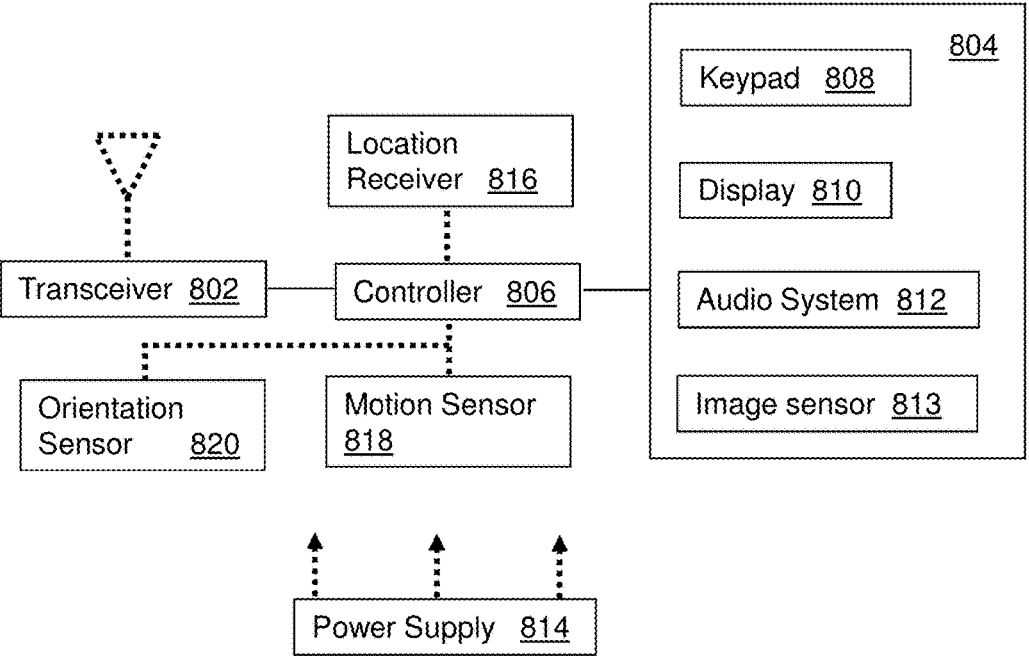 804
Keypad 808
Location
Receiver 816
Display 810
Transceiver 802
Controller 806
Audio System 812
Orientation
Sensor 820
Motion Sensor
818
Image sensor 813
Power Supply 814